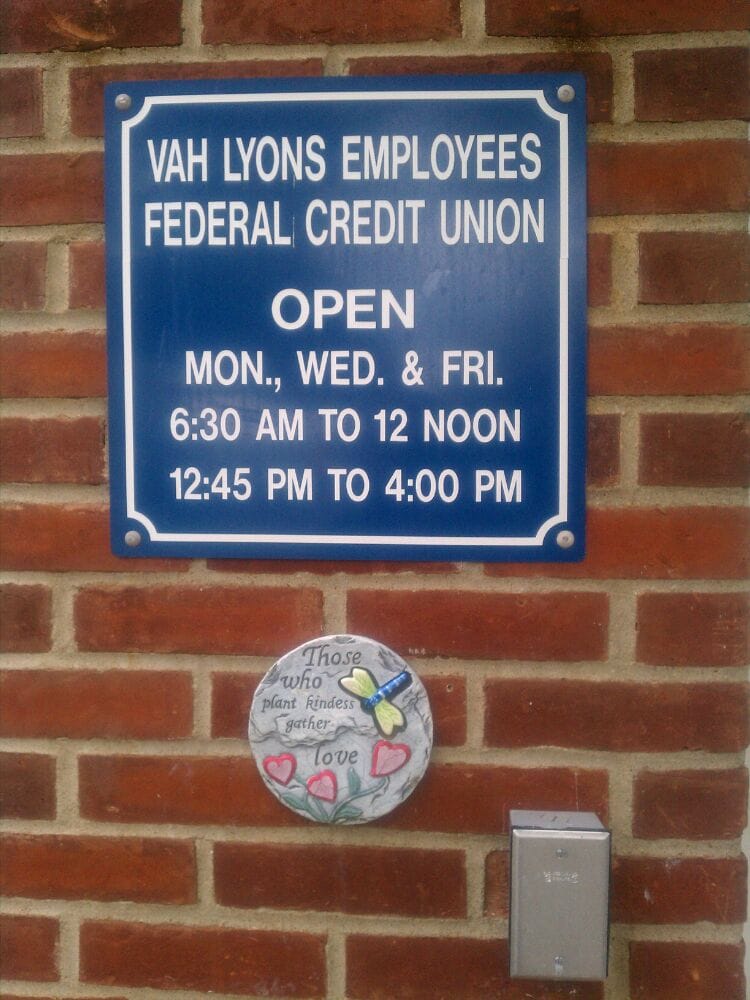 VAH LYONS EMPLOYEES
FEDERAL CREDIT UNION
OPEN
MON., WED. & FRI.
6:30 AM TO 12 NOON
12:45 PM TO 4:00 PM
Those
who
plant kindess
gather
love